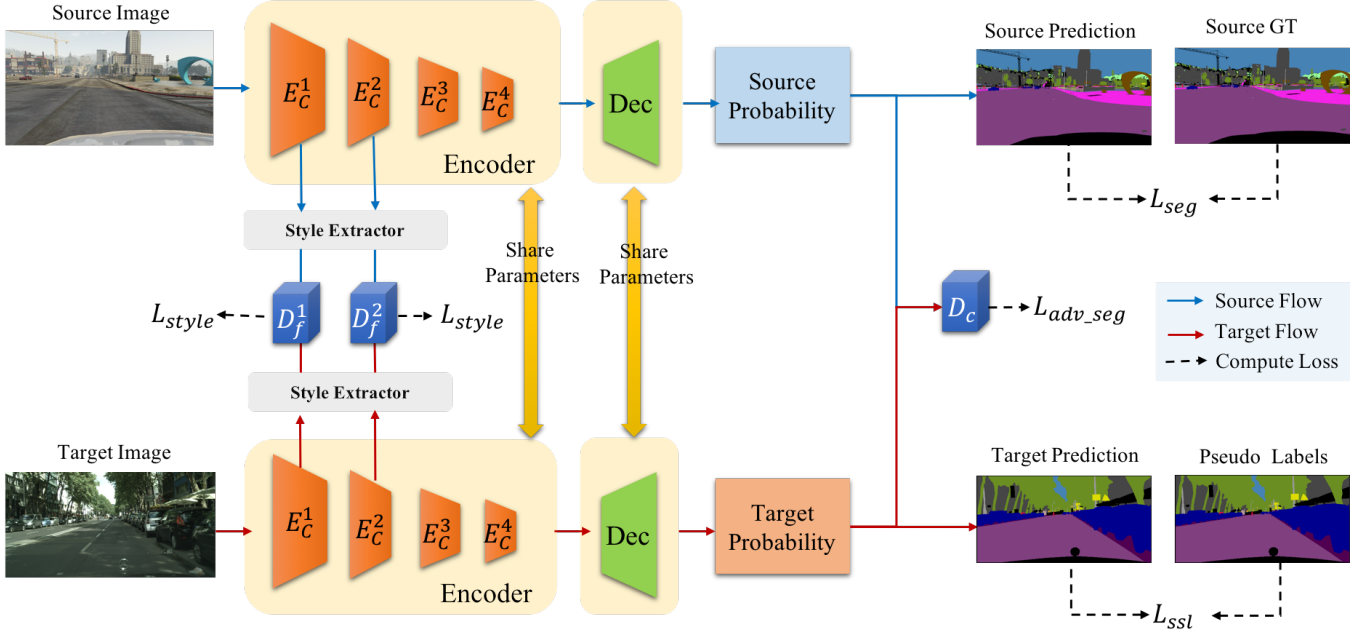 Source Image
E_C^1
E_C^2
E_C^3
E_C^4
Encoder
Dec
Source
Probability
Source Prediction
Source GT
L_seg
Style Extractor
Share
Parameters
Share
Parameters
L_style
D_f^1
D_f^2
L_style
D_c
L_adv_seg
Source Flow
Target Flow
Compute Loss
Style Extractor
Target Image
E_C^1
E_C^2
E_C^3
E_C^4
Encoder
Dec
Target
Probability
Target Prediction
Pseudo Labels
L_ssl